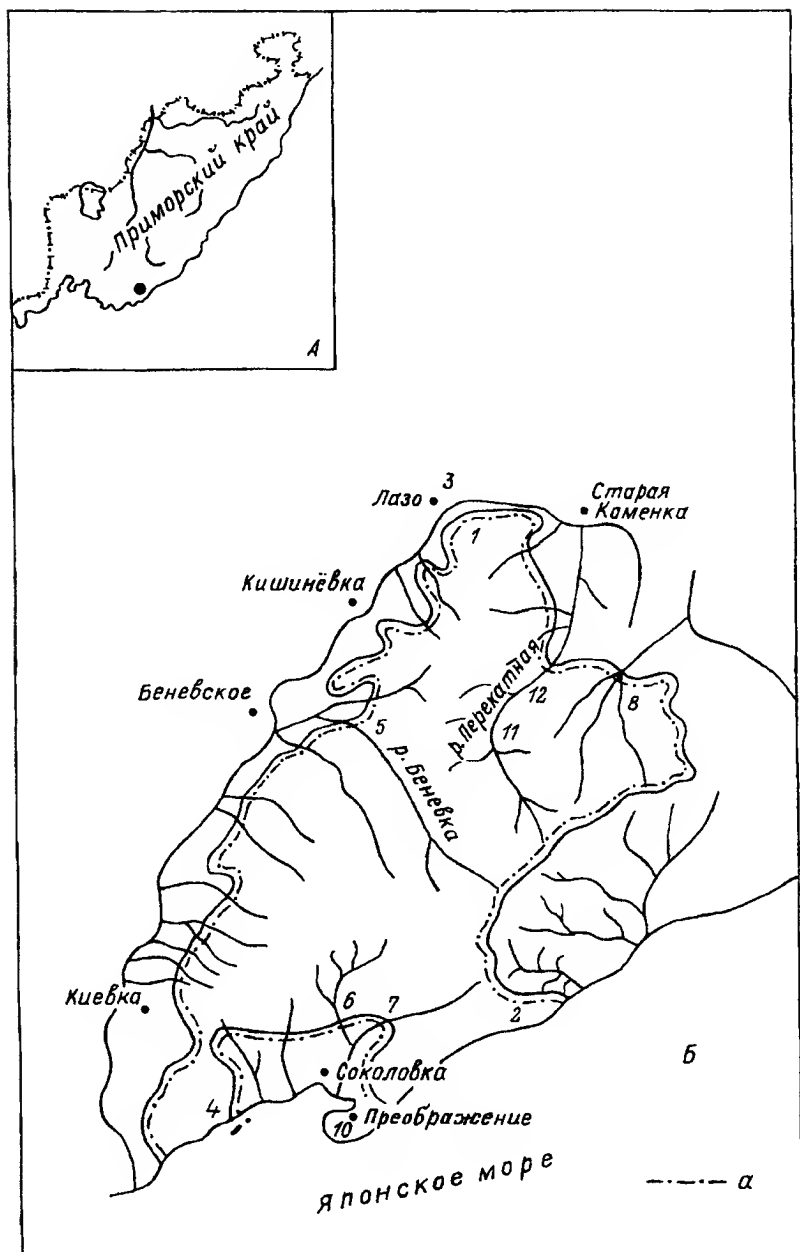 Приморский край
А
Лазо
3
Старая
Каменка
1
Кишинёвка
Беневское
р. Перекатная
12
8
5
11
р. Беневка
Киевка
6
7
2
Б
Соколовка
4
10
Преображение
а
Японское море